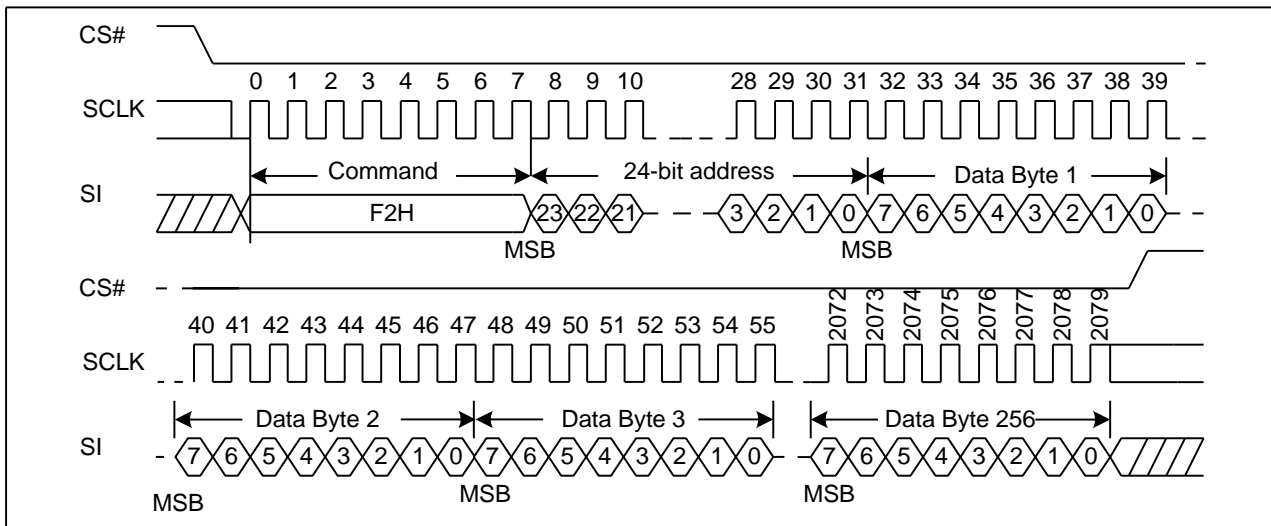 CS#
0 1 2 3 4 5 6 7 8 9 10 28 29 30 31 32 33 34 35 36 37 38 39
SCLK
Command 24-bit address Data Byte 1
SI
F2H 23 22 21 3 2 1 0 7 6 5 4 3 2 1 0
MSB MSB
CS#
40 41 42 43 44 45 46 47 48 49 50 51 52 53 54 55 2072 2073 2074 2075 2076 2077 2078 2079
SCLK
Data Byte 2 Data Byte 3 Data Byte 256
SI
7 6 5 4 3 2 1 0 7 6 5 4 3 2 1 0 7 6 5 4 3 2 1 0
MSB MSB MSB